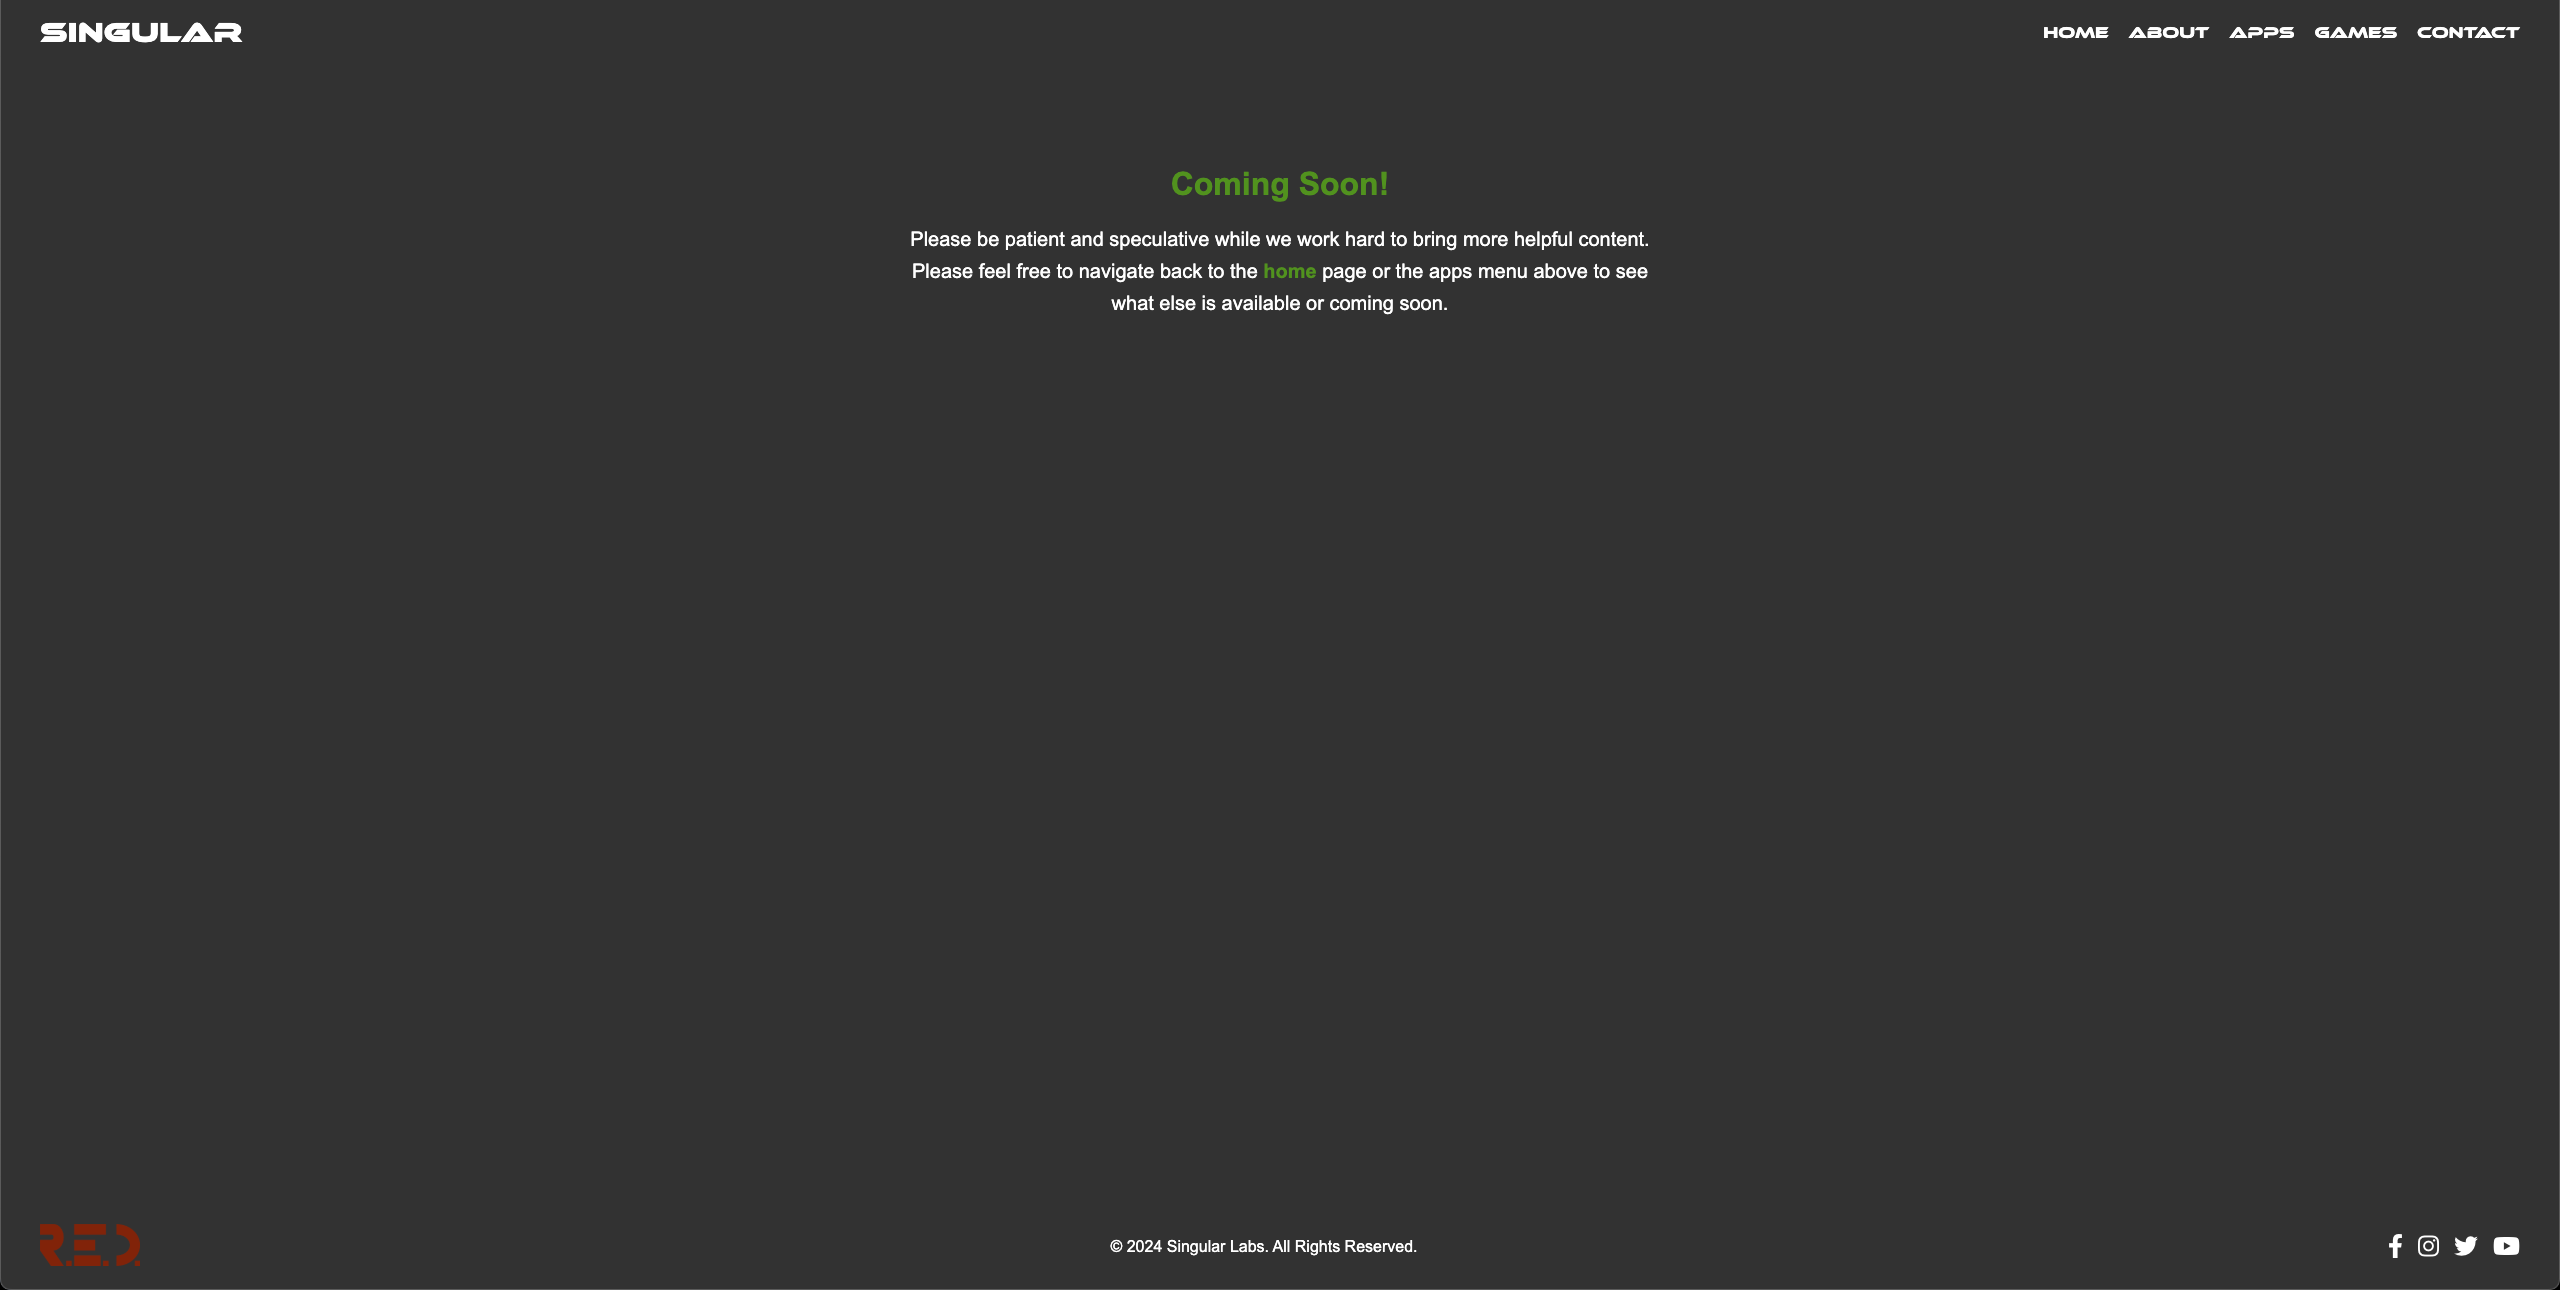 SINGULAR
HOME ABOUT APPS GAMES CONTACT
Coming Soon!
Please be patient and speculative while we work hard to bring more helpful content.
Please feel free to navigate back to the home page or the apps menu above to see
what else is available or coming soon.
R.E.D.
© 2024 Singular Labs. All Rights Reserved.